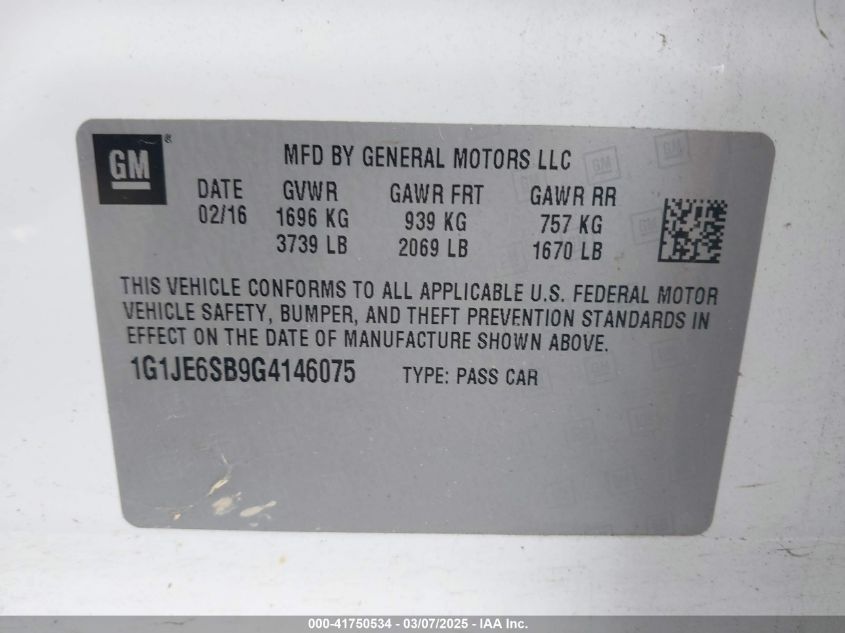 GM®
MFD BY GENERAL MOTORS LLC
DATE GVWR GAWR FRT GAWR RR
02/16 1696 KG 939 KG 757 KG
3739 LB 2069 LB 1670 LB
THIS VEHICLE CONFORMS TO ALL APPLICABLE U.S. FEDERAL MOTOR
VEHICLE SAFETY, BUMPER, AND THEFT PREVENTION STANDARDS IN
EFFECT ON THE DATE OF MANUFACTURE SHOWN ABOVE.
1G1JE6SB9G4146075 TYPE: PASS CAR
000-41750534 - 03/07/2025 - IAA Inc.